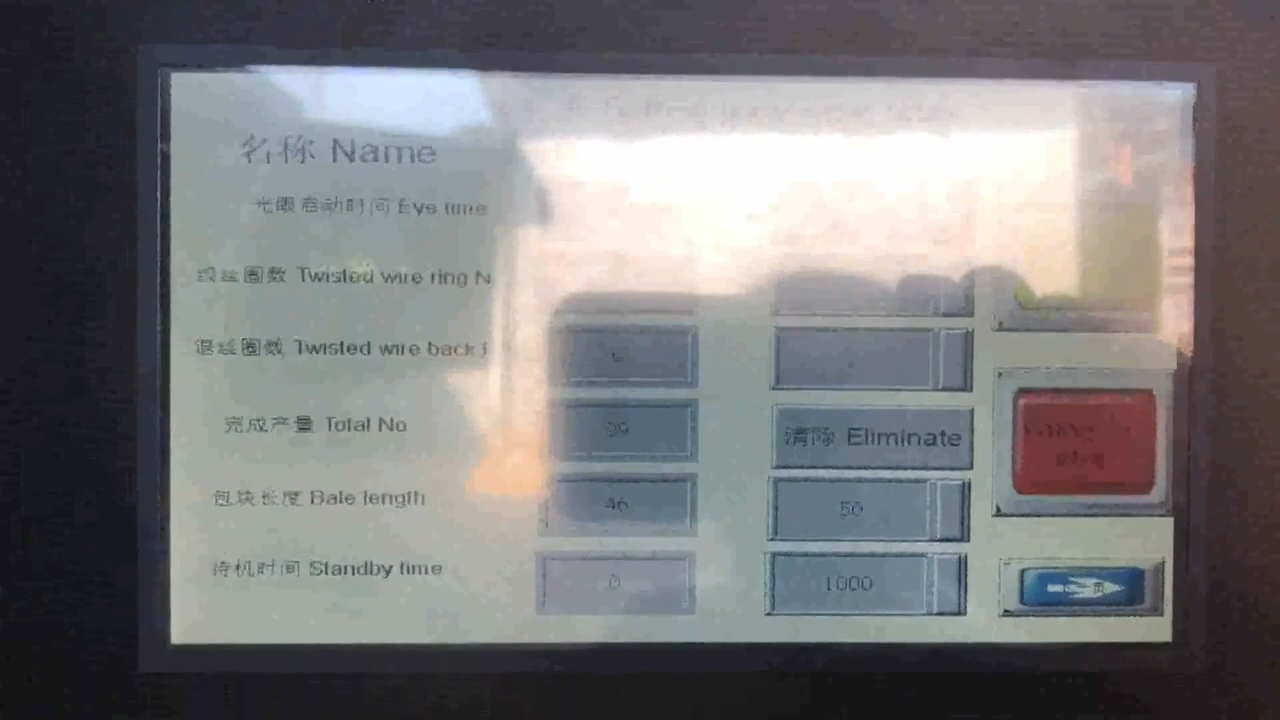 名称 Name
光眼启动时间 Eye time
绞丝圈数 Twisted wire ring N
退丝圈数 Twisted wire back
完成产量 Total No 99 清除 Eliminate
包块长度 Bale length 46 50
待机时间 Standby time 0 1000